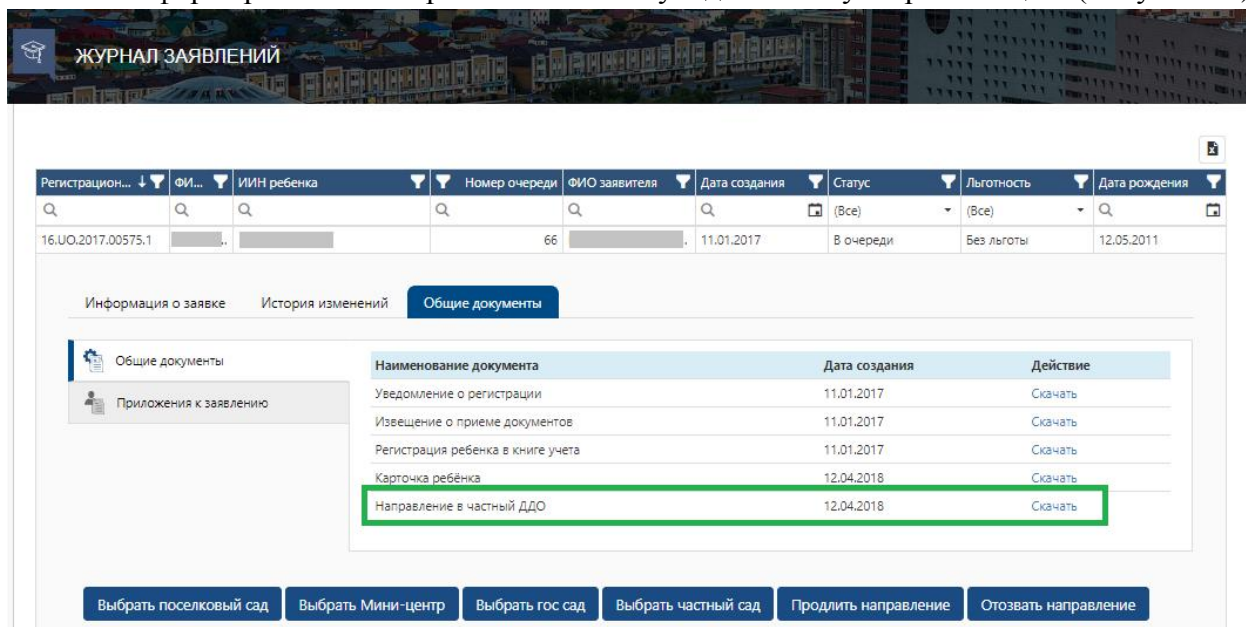 ЖУРНАЛ ЗАЯВЛЕНИЙ
Регистрацион... ФИ... ИИН ребенка Номер очереди ФИО заявителя Дата создания Статус Льготность Дата рождения
(Все) (Все)
16.UO.2017.00575.1 .. 66 . 11.01.2017 В очереди Без льготы 12.05.2011
Информация о заявке История изменений Общие документы
Общие документы
Приложения к заявлению
Наименование документа Дата создания Действие
Уведомление о регистрации 11.01.2017 Скачать
Извещение о приеме документов 11.01.2017 Скачать
Регистрация ребенка в книге учета 11.01.2017 Скачать
Карточка ребёнка 12.04.2018 Скачать
Направление в частный ДДО 12.04.2018 Скачать
Выбрать поселковый сад Выбрать Мини-центр Выбрать гос сад Выбрать частный сад Продлить направление Отозвать направление